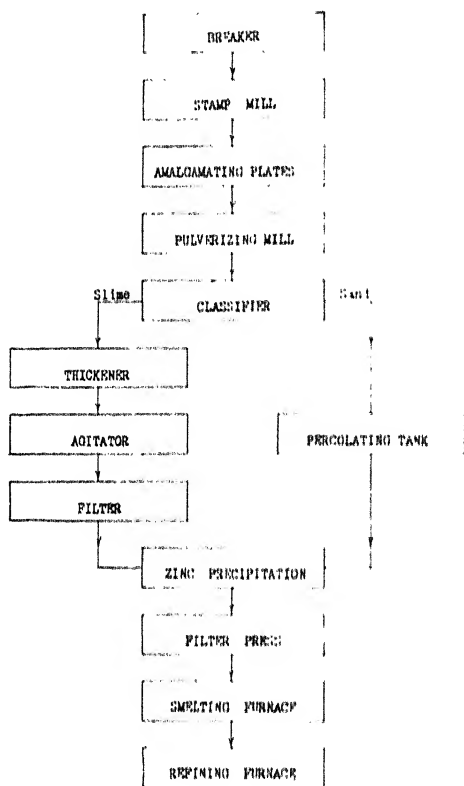 BREAKER
STAMP MILL
AMALGAMATING PLATES
PULVERIZING MILL
Slime
CLASSIFIER
Sand
THICKENER
AGITATOR
PERCOLATING TANK
FILTER
ZINC PRECIPITATION
FILTER PRESS
SMELTING FURNACE
REFINING FURNACE